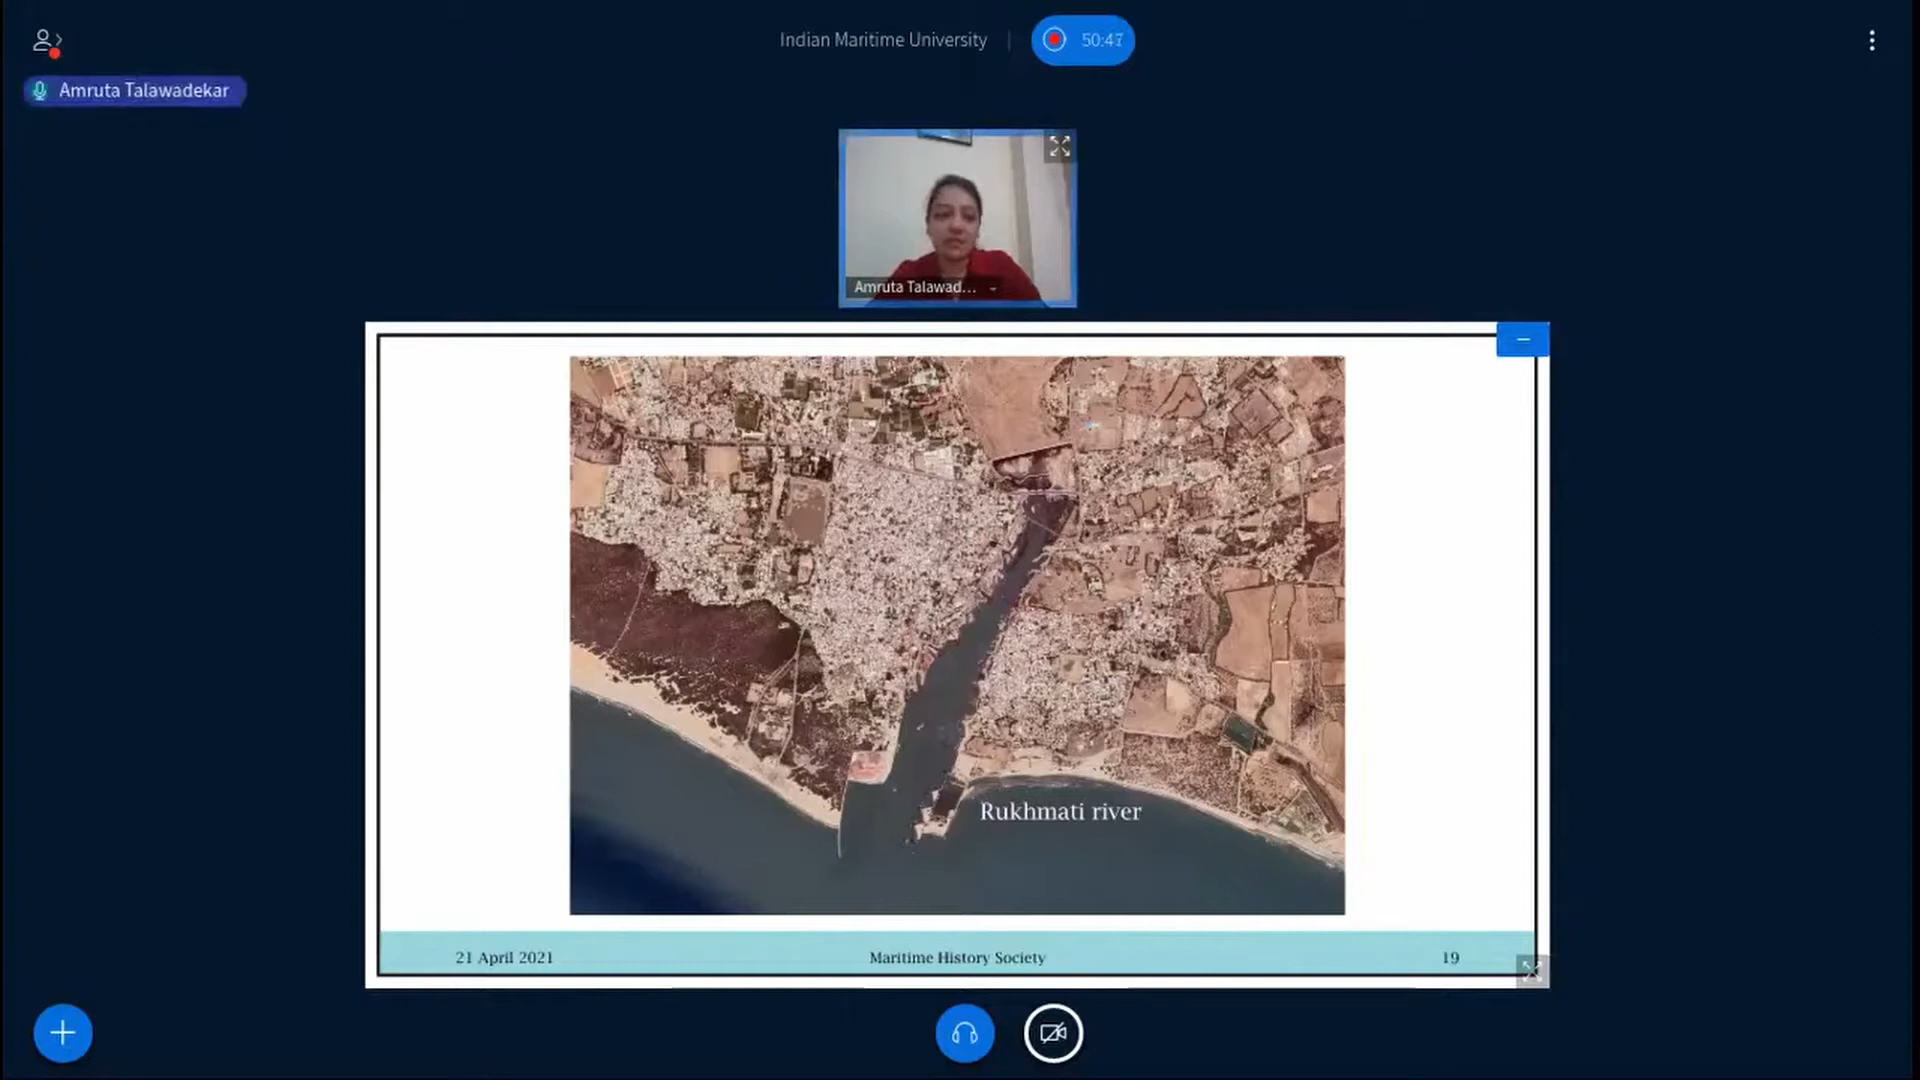 Indian Maritime University
50:47
Amruta Talawadekar
Amruta Talawad...
Rukhmati river
21 April 2021
Maritime History Society
19